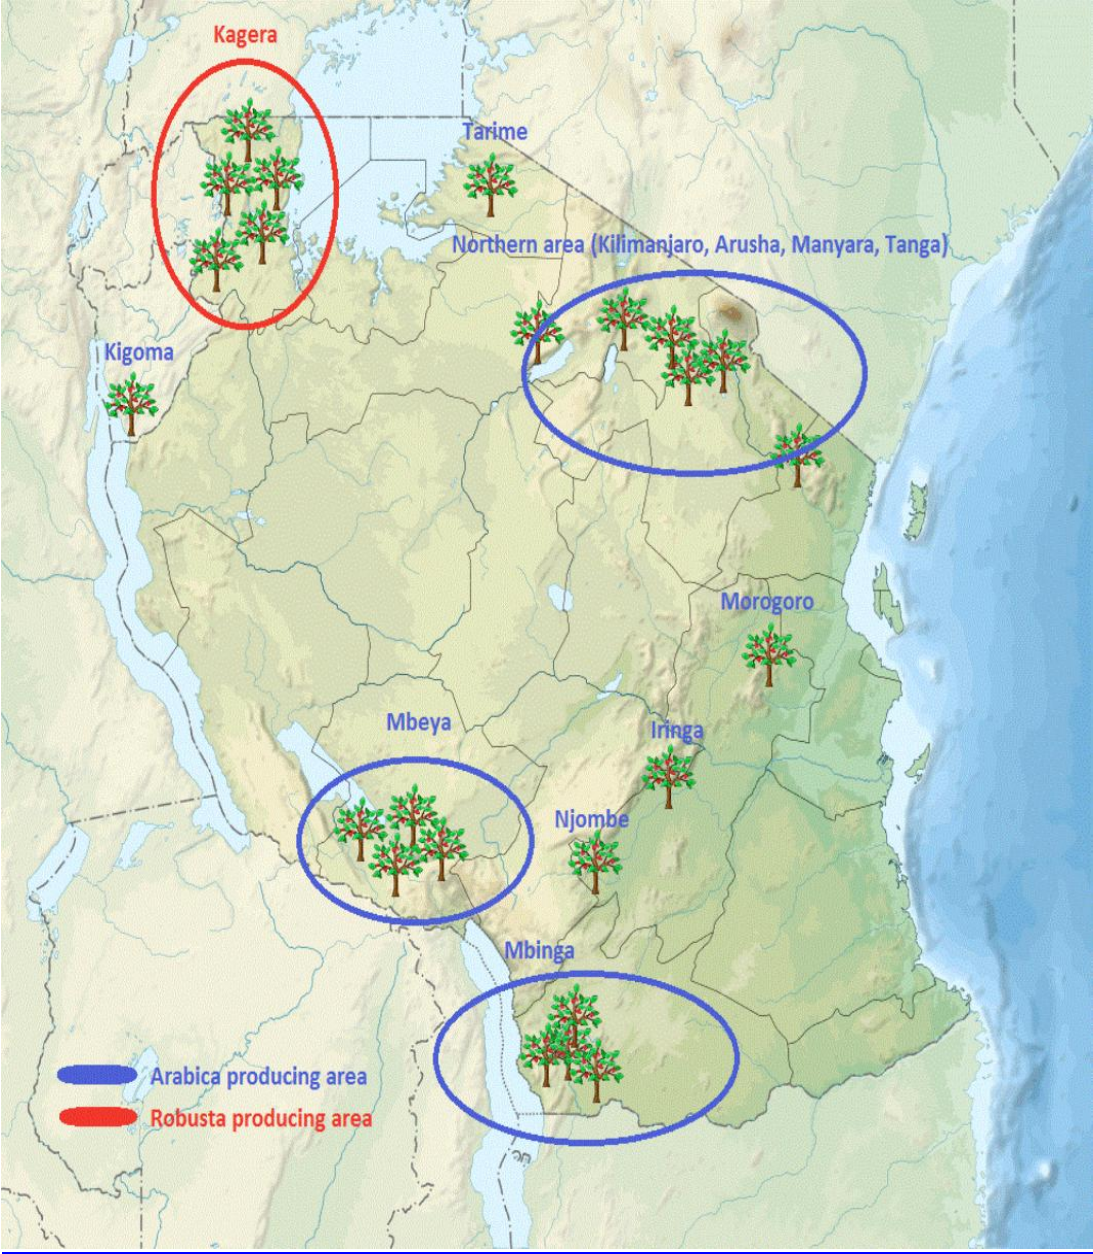 Kagera
Tarime
Northern area (Kilimanjaro, Arusha, Manyara, Tanga)
Kigoma
Morogoro
Mbeya
Iringa
Njombe
Mbinga
Arabica producing area
Robusta producing area